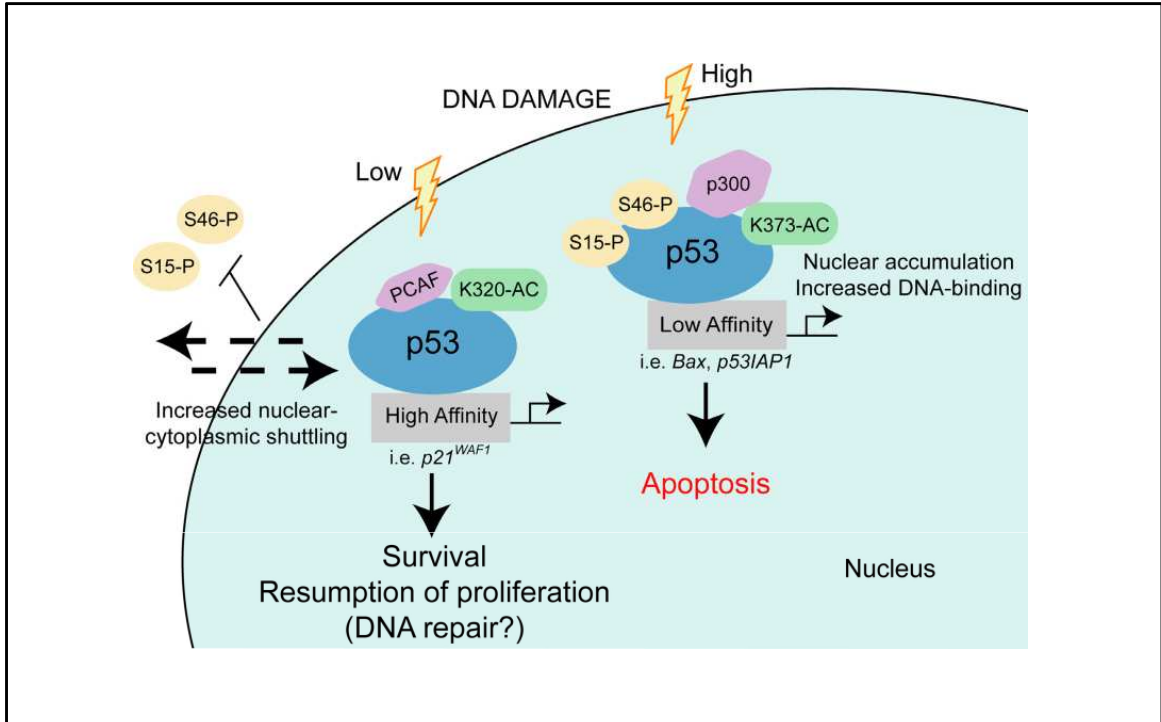 DNA DAMAGE
High
Low
S46-P
S15-P
PCAF
K320-AC
p53
High Affinity
i.e. p21WAF1
Increased nuclear-
cytoplasmic shuttling
Survival
Resumption of proliferation
(DNA repair?)
S46-P
S15-P
p300
K373-AC
p53
Low Affinity
i.e. Bax, p53IAP1
Nuclear accumulation
Increased DNA-binding
Apoptosis
Nucleus